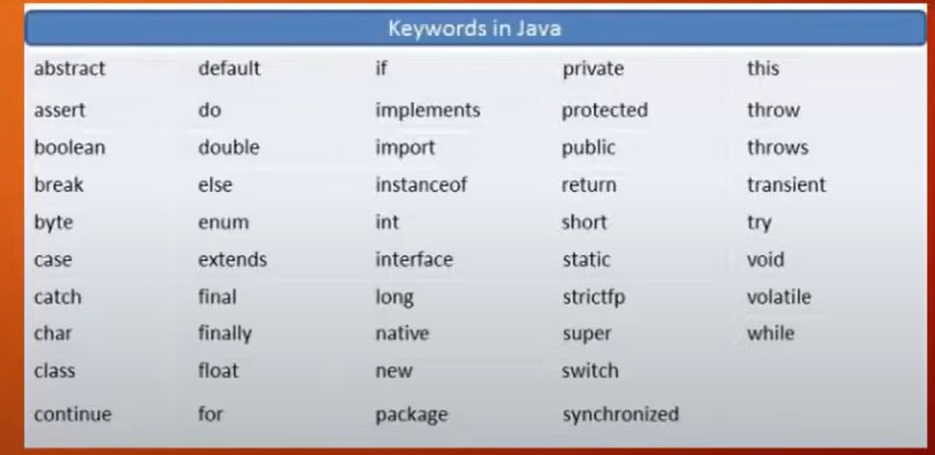 Keywords in Java
abstract default if private this
assert do implements protected throw
boolean double import public throws
break else instanceof return transient
byte enum int short try
case extends interface static void
catch final long strictfp volatile
char finally native super while
class float new switch
continue for package synchronized